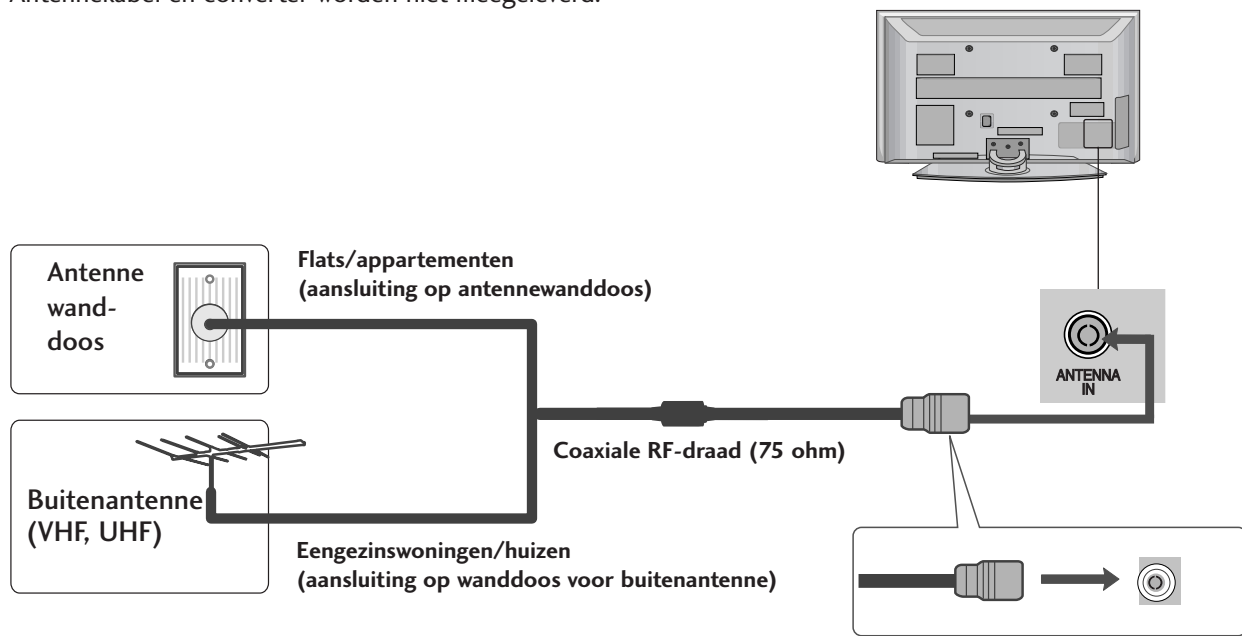 Antennekabel en converter worden niet meegeleverd.
Antenne
wand-
doos
Flats/appartementen
(aansluiting op antennewanddoos)
ANTENNA
IN
Coaxiale RF-draad (75 ohm)
Buitenantenne
(VHF, UHF)
Eengezinswoningen/huizen
(aansluiting op wanddoos voor buitenantenne)